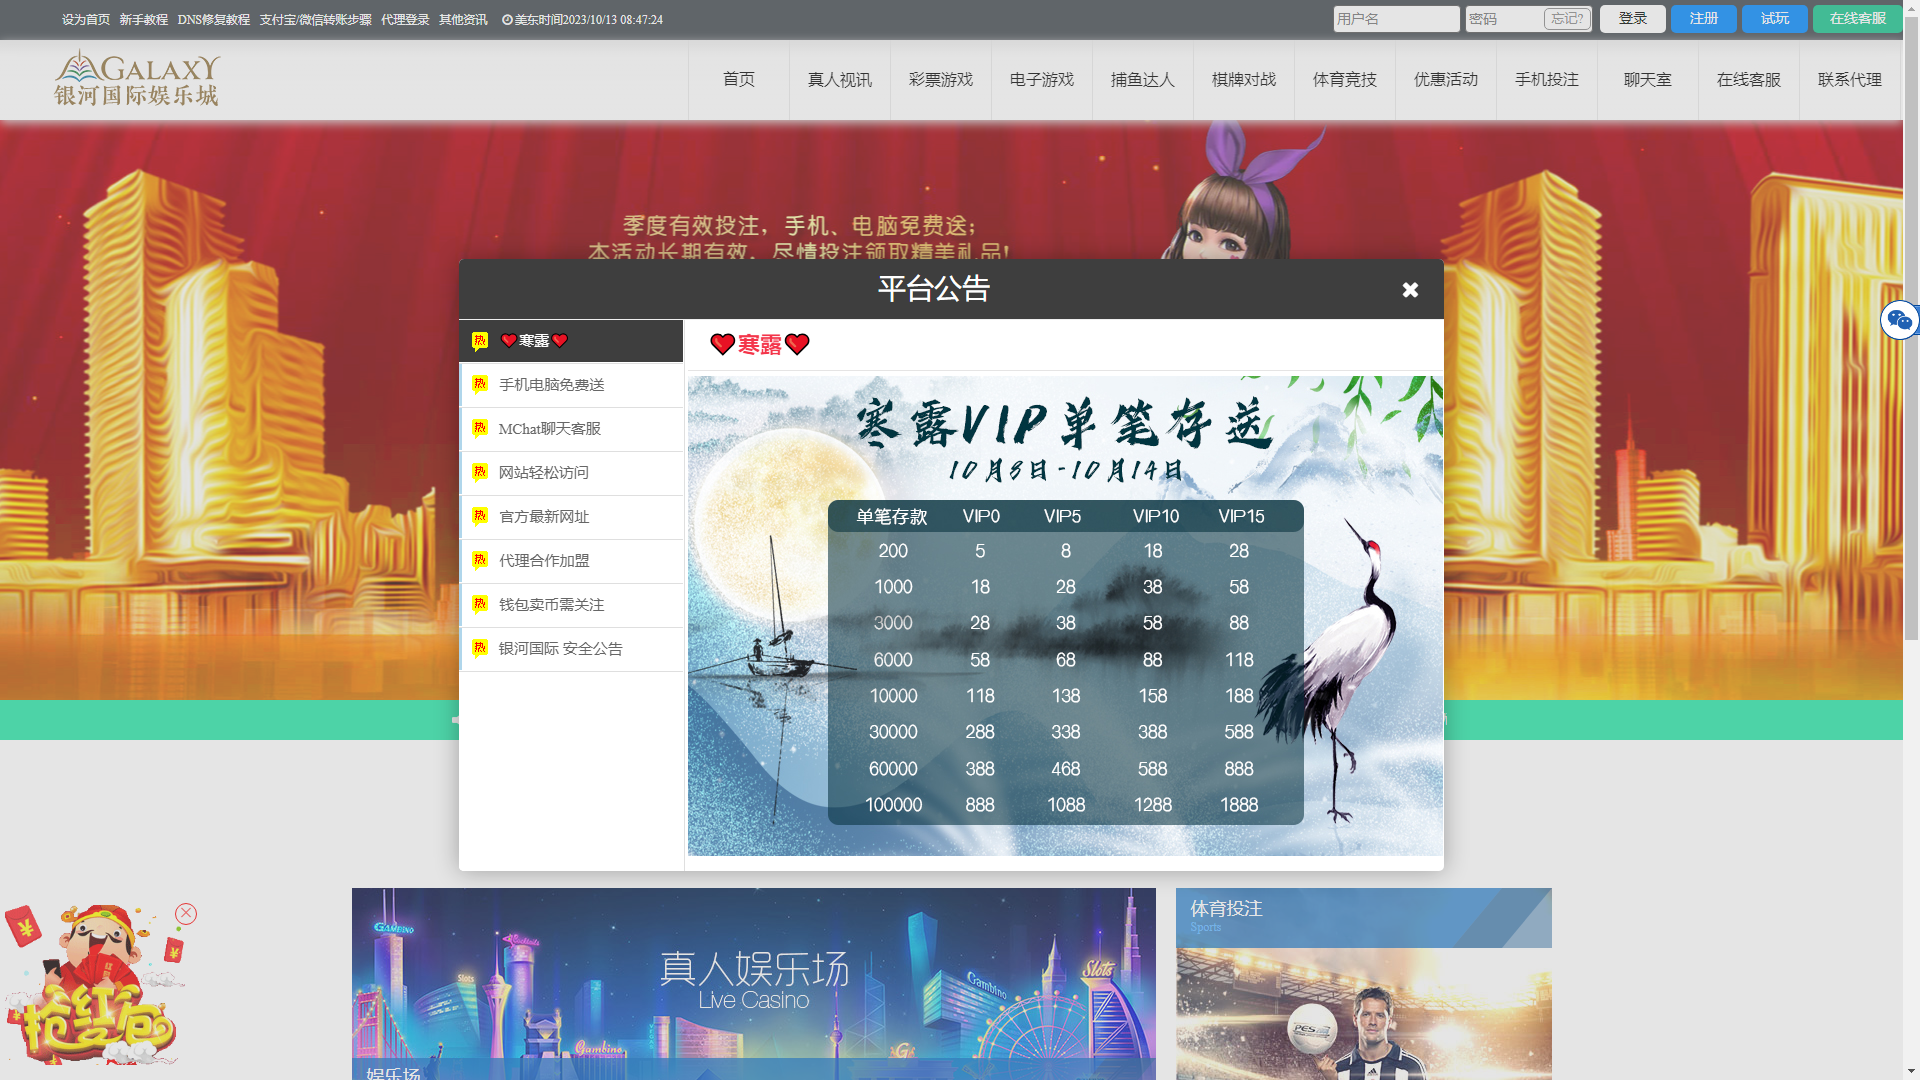 设为首页 新手教程 DNS修复教程 支付宝/微信转账步骤 代理登录 其他资讯 美东时间2023/10/13 08:47:24
用户名 密码 忘记? 登录 注册 试玩 在线客服
GALAXY
银河国际娱乐城
首页 真人视讯 彩票游戏 电子游戏 捕鱼达人 棋牌对战 体育竞技 优惠活动 手机投注 聊天室 在线客服 联系代理
季度有效投注，手机、电脑免费送；
本活动长期有效，尽情投注领取精美礼品!
平台公告
热 寒露
热 手机电脑免费送
热 MChat聊天客服
热 网站轻松访问
热 官方最新网址
热 代理合作加盟
热 钱包卖币需关注
热 银河国际 安全公告
寒露
寒露VIP单笔存送
10月8日-10月14日
单笔存款 VIP0 VIP5 VIP10 VIP15
200 5 8 18 28
1000 18 28 38 58
3000 28 38 58 88
6000 58 68 88 118
10000 118 138 158 188
30000 288 338 388 588
60000 388 468 588 888
100000 888 1088 1288 1888
抢红包
GAMBINO
Cocktails
Slots
真人娱乐场
Live Casino
Gambino
Slots
Gambino
娱乐场
体育投注
Sports
PES